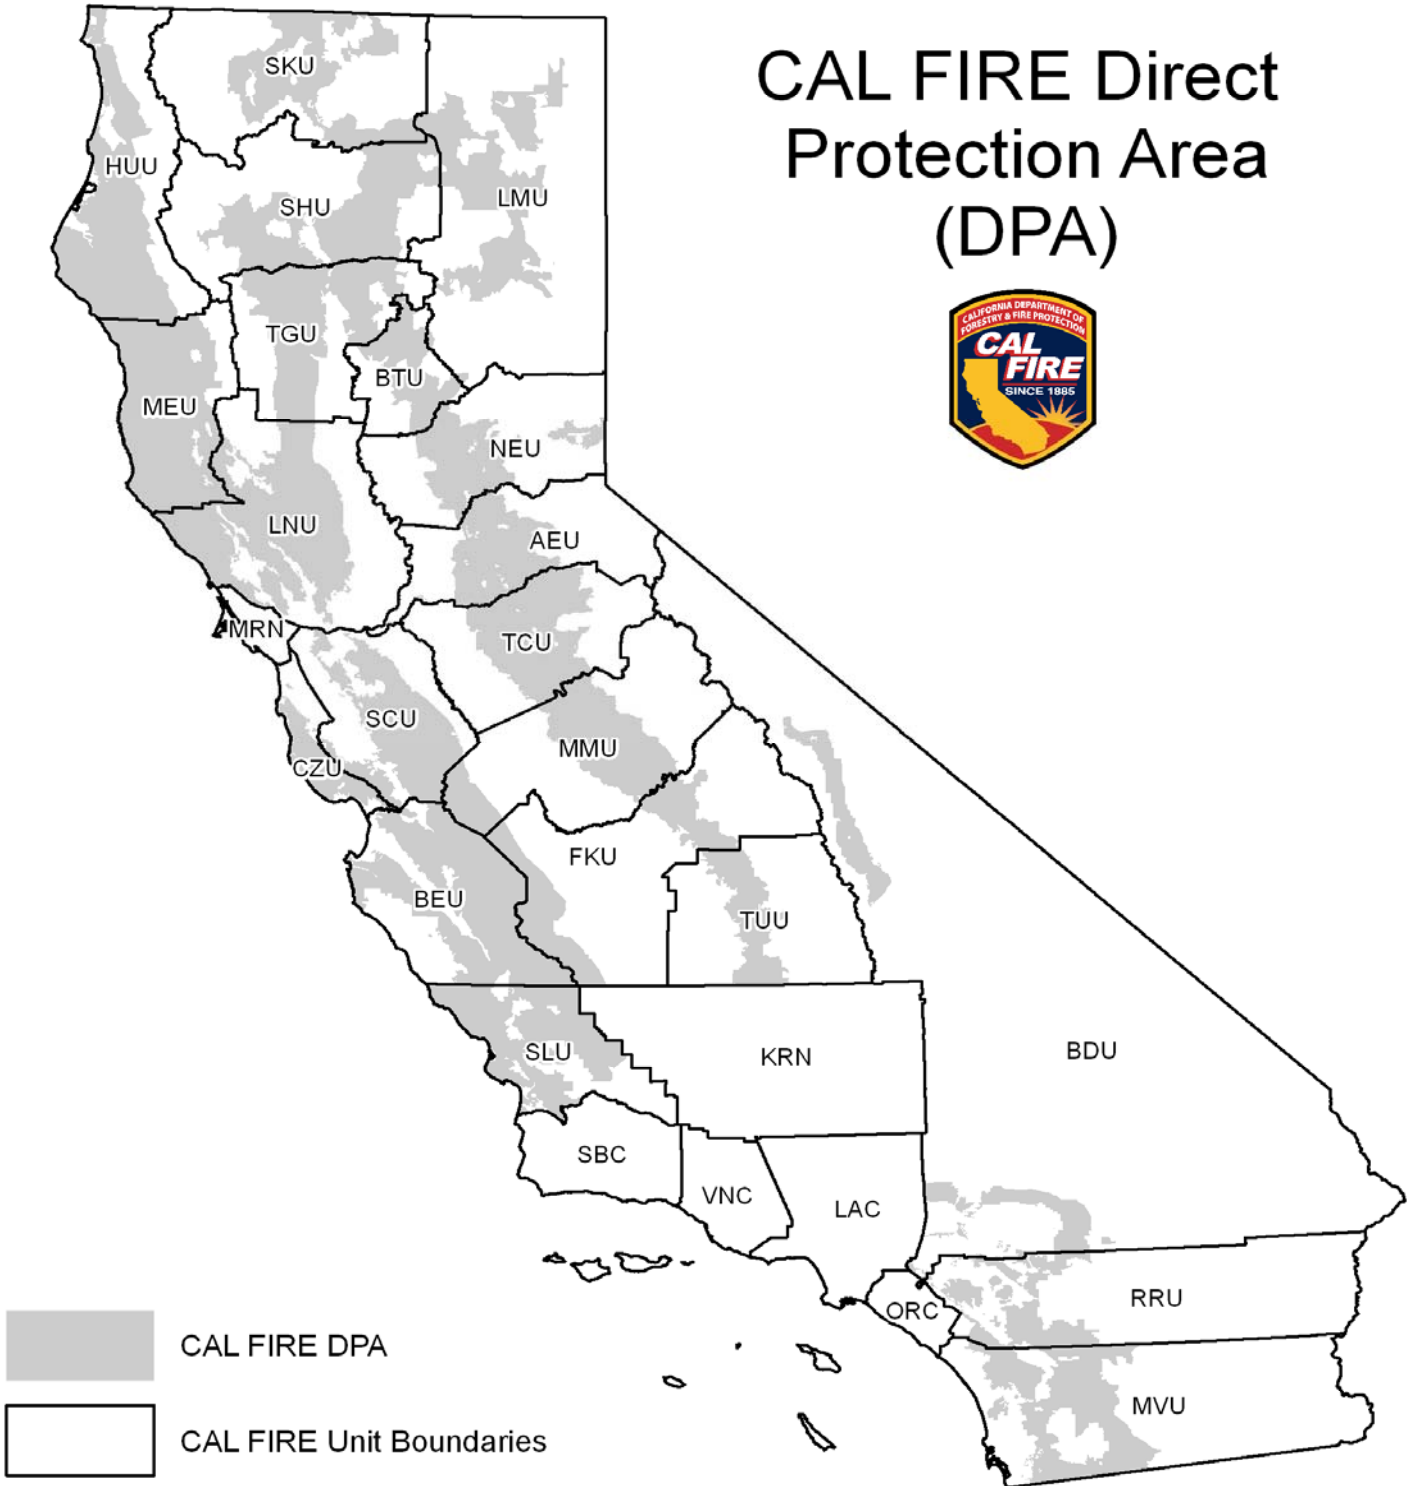 CAL FIRE Direct
Protection Area
(DPA)
CALIFORNIA DEPARTMENT OF
FORESTRY & FIRE PROTECTION
CAL
FIRE
SINCE 1885
SKU
HUU
SHU
LMU
TGU
BTU
MEU
NEU
LNU
AEU
MRN
TCU
SCU
MMU
CZU
FKU
BEU
TUU
SLU
KRN
BDU
SBC
VNC
LAC
ORC
RRU
MVU
CAL FIRE DPA
CAL FIRE Unit Boundaries